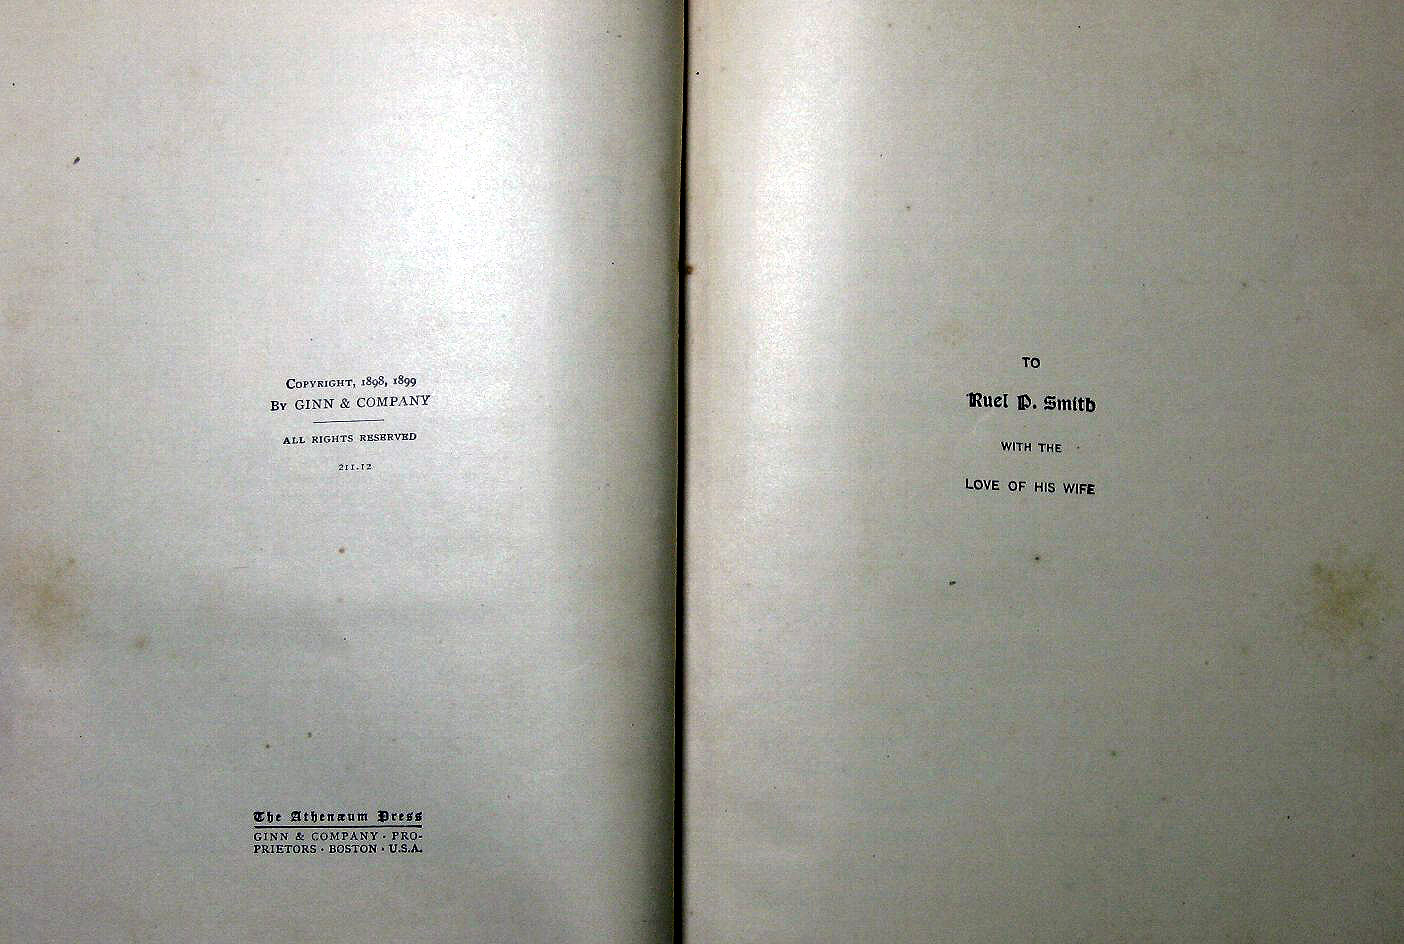 Copyright, 1898, 1899
By GINN & COMPANY
ALL RIGHTS RESERVED
211.12
The Athenæum Press
GINN & COMPANY · PRO-
PRIETORS · BOSTON · U.S.A.
TO
Ruel P. Smith
WITH THE
LOVE OF HIS WIFE